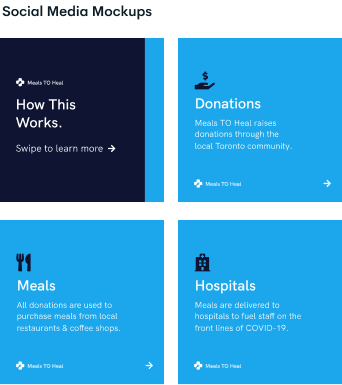 Social Media Mockups
Meals TO Heal
How This
Works.
Swipe to learn more →
Donations
Meals TO Heal raises
donations through the
local Toronto community.
Meals TO Heal
Meals
All donations are used to
purchase meals from local
restaurants & coffee shops.
Meals TO Heal
Hospitals
Meals are delivered to
hospitals to fuel staff on the
front lines of COVID-19.
Meals TO Heal